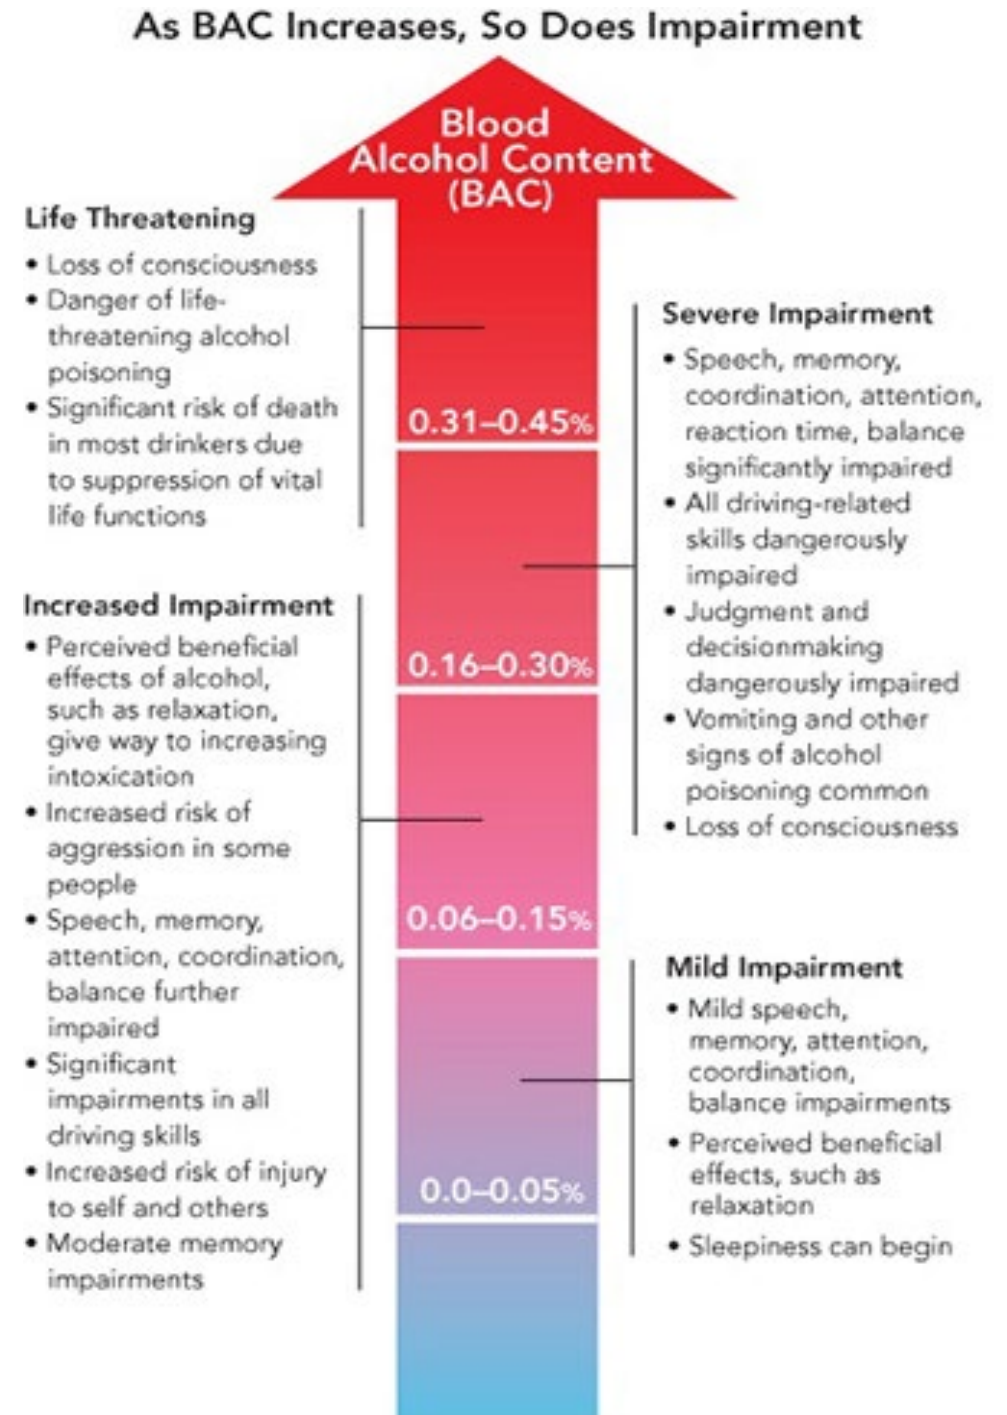 As BAC Increases, So Does Impairment
Blood
Alcohol Content
(BAC)
Life Threatening
• Loss of consciousness
• Danger of life-
threatening alcohol
poisoning
• Significant risk of death
in most drinkers due
to suppression of vital
life functions
0.31–0.45%
Severe Impairment
• Speech, memory,
coordination, attention,
reaction time, balance
significantly impaired
• All driving-related
skills dangerously
impaired
• Judgment and
decisionmaking
dangerously impaired
• Vomiting and other
signs of alcohol
poisoning common
• Loss of consciousness
0.16–0.30%
Increased Impairment
• Perceived beneficial
effects of alcohol,
such as relaxation,
give way to increasing
intoxication
• Increased risk of
aggression in some
people
• Speech, memory,
attention, coordination,
balance further
impaired
• Significant
impairments in all
driving skills
• Increased risk of injury
to self and others
• Moderate memory
impairments
0.06–0.15%
Mild Impairment
• Mild speech,
memory, attention,
coordination,
balance impairments
• Perceived beneficial
effects, such as
relaxation
• Sleepiness can begin
0.0–0.05%